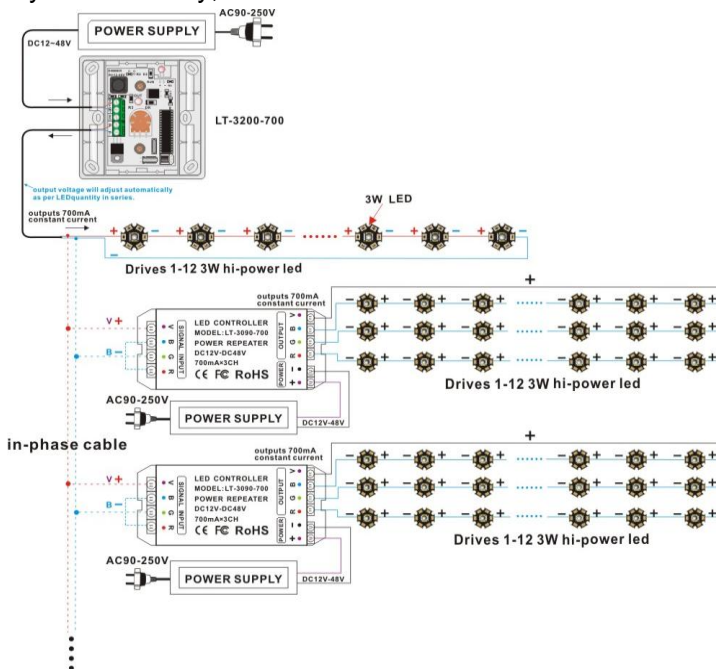 AC90-250V
POWER SUPPLY
DC12~48V
LT-3200-700
output voltage will adjust automatically
as per LEDquantity in series.
outputs 700mA
constant current
3W LED
+ - + - + - + - + - + -
-
Drives 1-12 3W hi-power led
+
outputs 700mA
constant current
- + - + - + - + - + - +
- + - + - + - + - + - +
- + - + - + - + - + - +
Drives 1-12 3W hi-power led
V +
B -
V
B
G
R
SIGNAL INPUT
LED CONTROLLER
MODEL:LT-3090-700
POWER REPEATER
DC12V-DC48V
700mA×3CH
CE FC RoHS
OUTPUT
POWER
V
B
G
R
-
+
AC90-250V
POWER SUPPLY
DC12V-48V
in-phase cable
+
outputs 700mA
constant current
- + - + - + - + - + - +
- + - + - + - + - + - +
- + - + - + - + - + - +
Drives 1-12 3W hi-power led
V +
B -
V
B
G
R
SIGNAL INPUT
LED CONTROLLER
MODEL:LT-3090-700
POWER REPEATER
DC12V-DC48V
700mA×3CH
CE FC RoHS
OUTPUT
POWER
V
B
G
R
-
+
AC90-250V
POWER SUPPLY
DC12V-48V